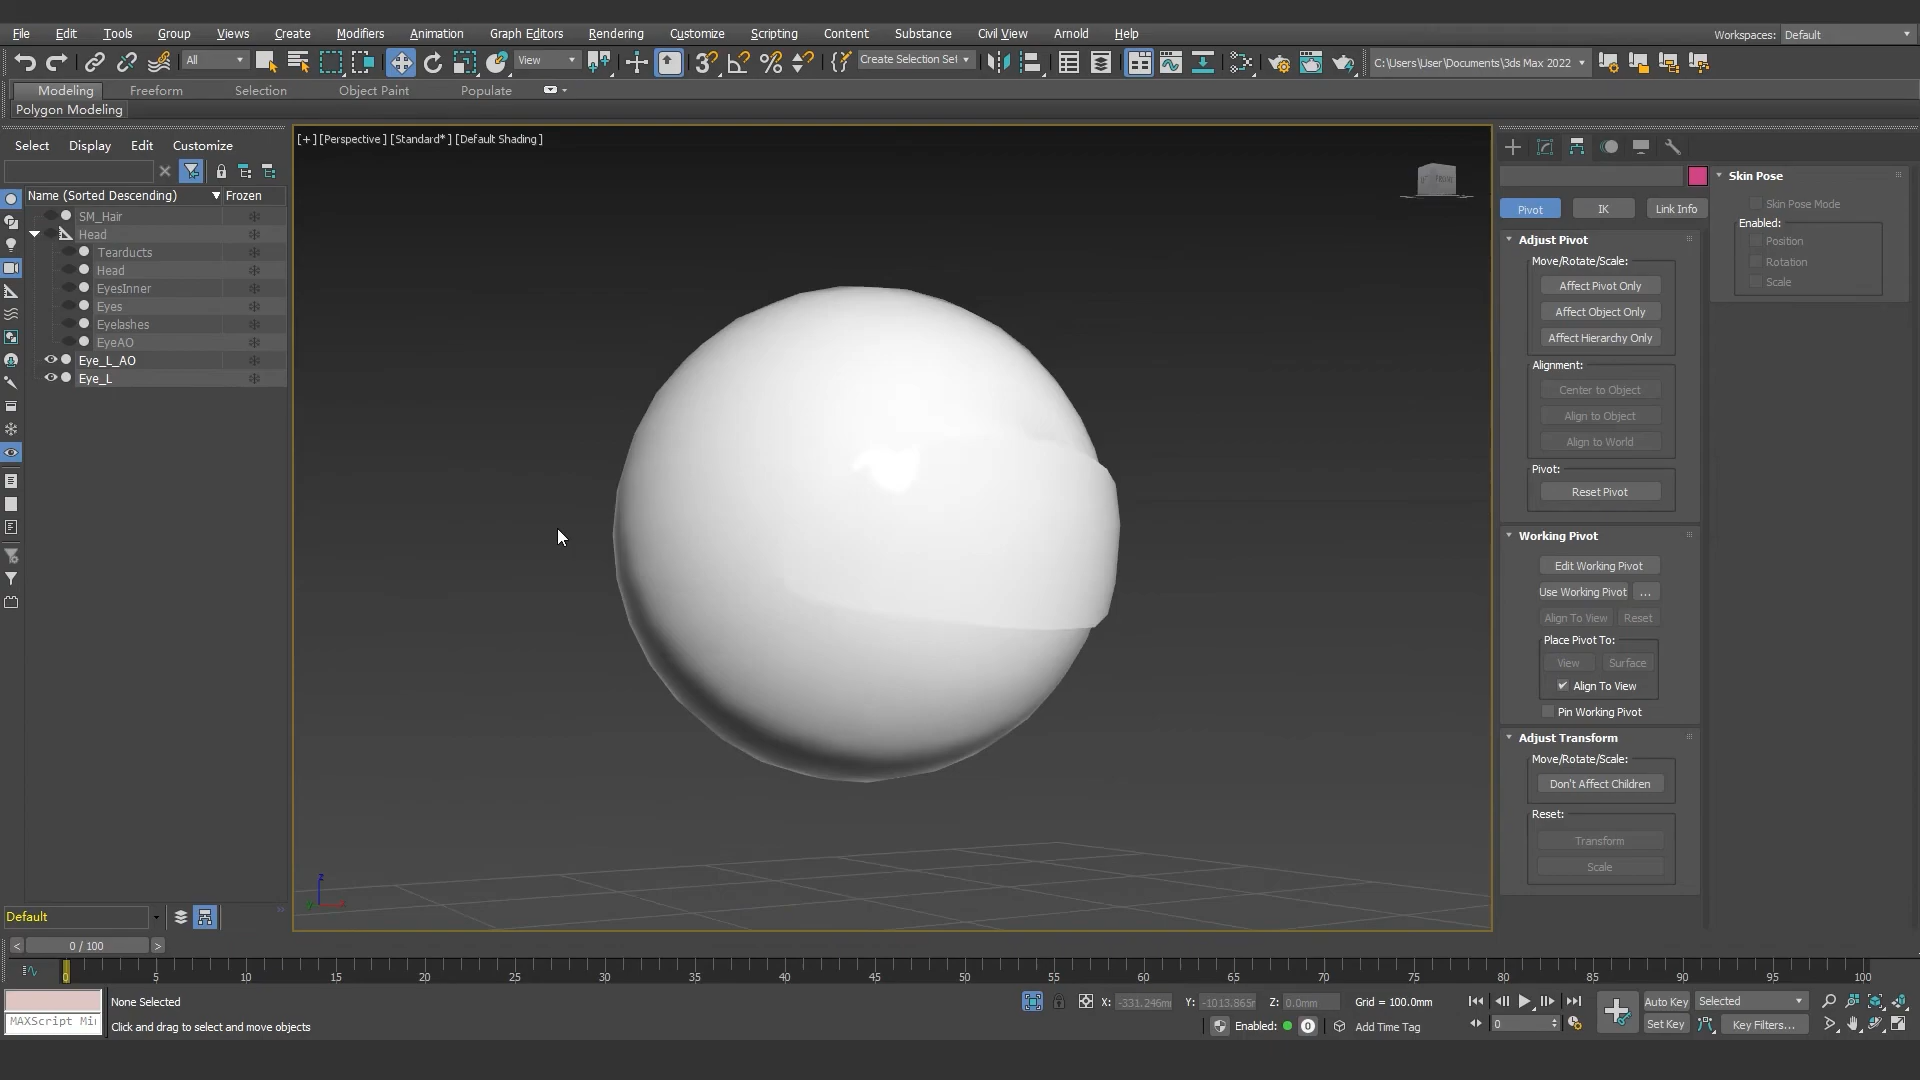 File Edit Tools Group Views Create Modifiers Animation Graph Editors Rendering Customize Scripting Content Substance Civil View Arnold Help Workspaces: Default
All View Create Selection Set C:\Users\User\Documents\3ds Max 2022
Modeling Freeform Selection Object Paint Populate
Polygon Modeling
Select Display Edit Customize
Name (Sorted Descending) Frozen
SM_Hair
Head
Tearducts
Head
EyesInner
Eyes
Eyelashes
EyeAO
Eye_L_AO
Eye_L
[+] [Perspective] [Standard*] [Default Shading]
Pivot IK Link Info
Adjust Pivot
Move/Rotate/Scale:
Affect Pivot Only
Affect Object Only
Affect Hierarchy Only
Alignment:
Center to Object
Align to Object
Align to World
Pivot:
Reset Pivot
Working Pivot
Edit Working Pivot
Use Working Pivot ...
Align To View Reset
Place Pivot To:
View Surface
Align To View
Pin Working Pivot
Adjust Transform
Move/Rotate/Scale:
Don't Affect Children
Reset:
Transform
Scale
Skin Pose
Skin Pose Mode
Enabled:
Position
Rotation
Scale
z
Default
< 0 / 100 >
0 5 10 15 20 25 30 35 40 45 50 55 60 65 70 75 80 85 90 95 100
None Selected X: -331.246m Y: -1013.865r Z: 0.0mm Grid = 100.0mm Auto Key Selected
MAXScript Mi Click and drag to select and move objects Enabled: 0 Add Time Tag 0 Set Key Key Filters...